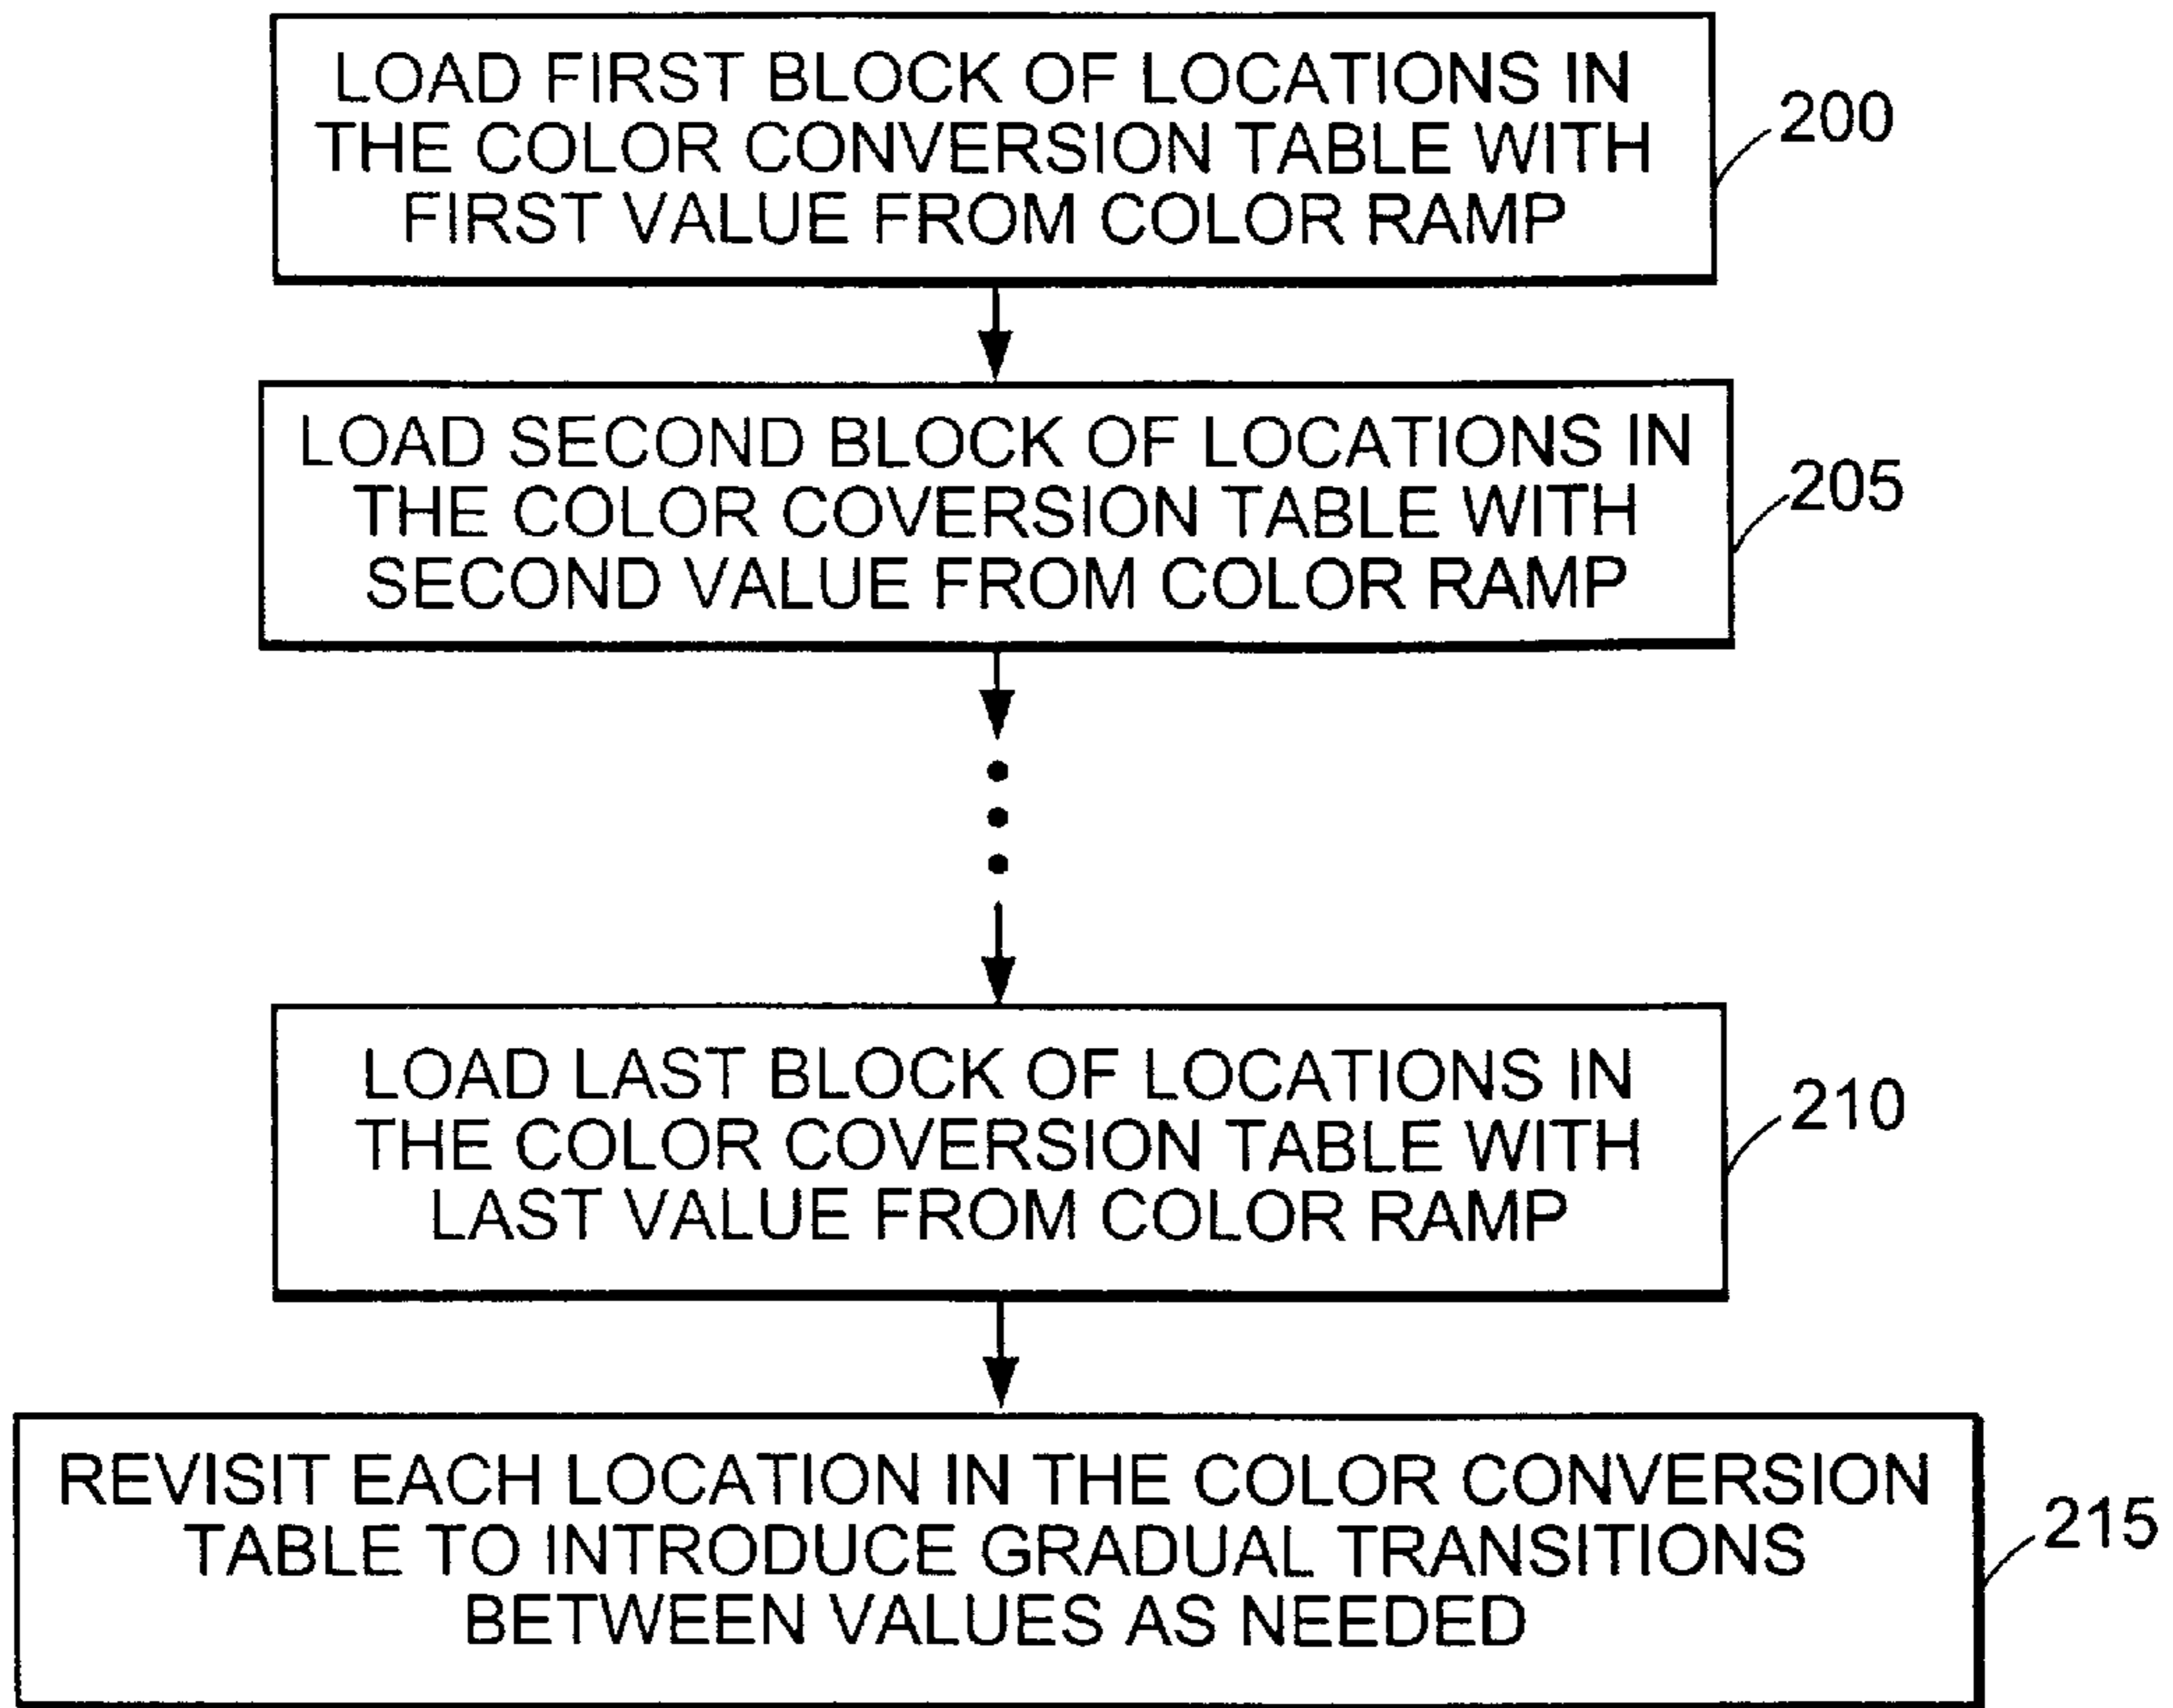 LOAD FIRST BLOCK OF LOCATIONS IN
THE COLOR CONVERSION TABLE WITH
FIRST VALUE FROM COLOR RAMP
200
LOAD SECOND BLOCK OF LOCATIONS IN
THE COLOR COVERSION TABLE WITH
SECOND VALUE FROM COLOR RAMP
205
LOAD LAST BLOCK OF LOCATIONS IN
THE COLOR COVERSION TABLE WITH
LAST VALUE FROM COLOR RAMP
210
REVISIT EACH LOCATION IN THE COLOR CONVERSION
TABLE TO INTRODUCE GRADUAL TRANSITIONS
BETWEEN VALUES AS NEEDED
215